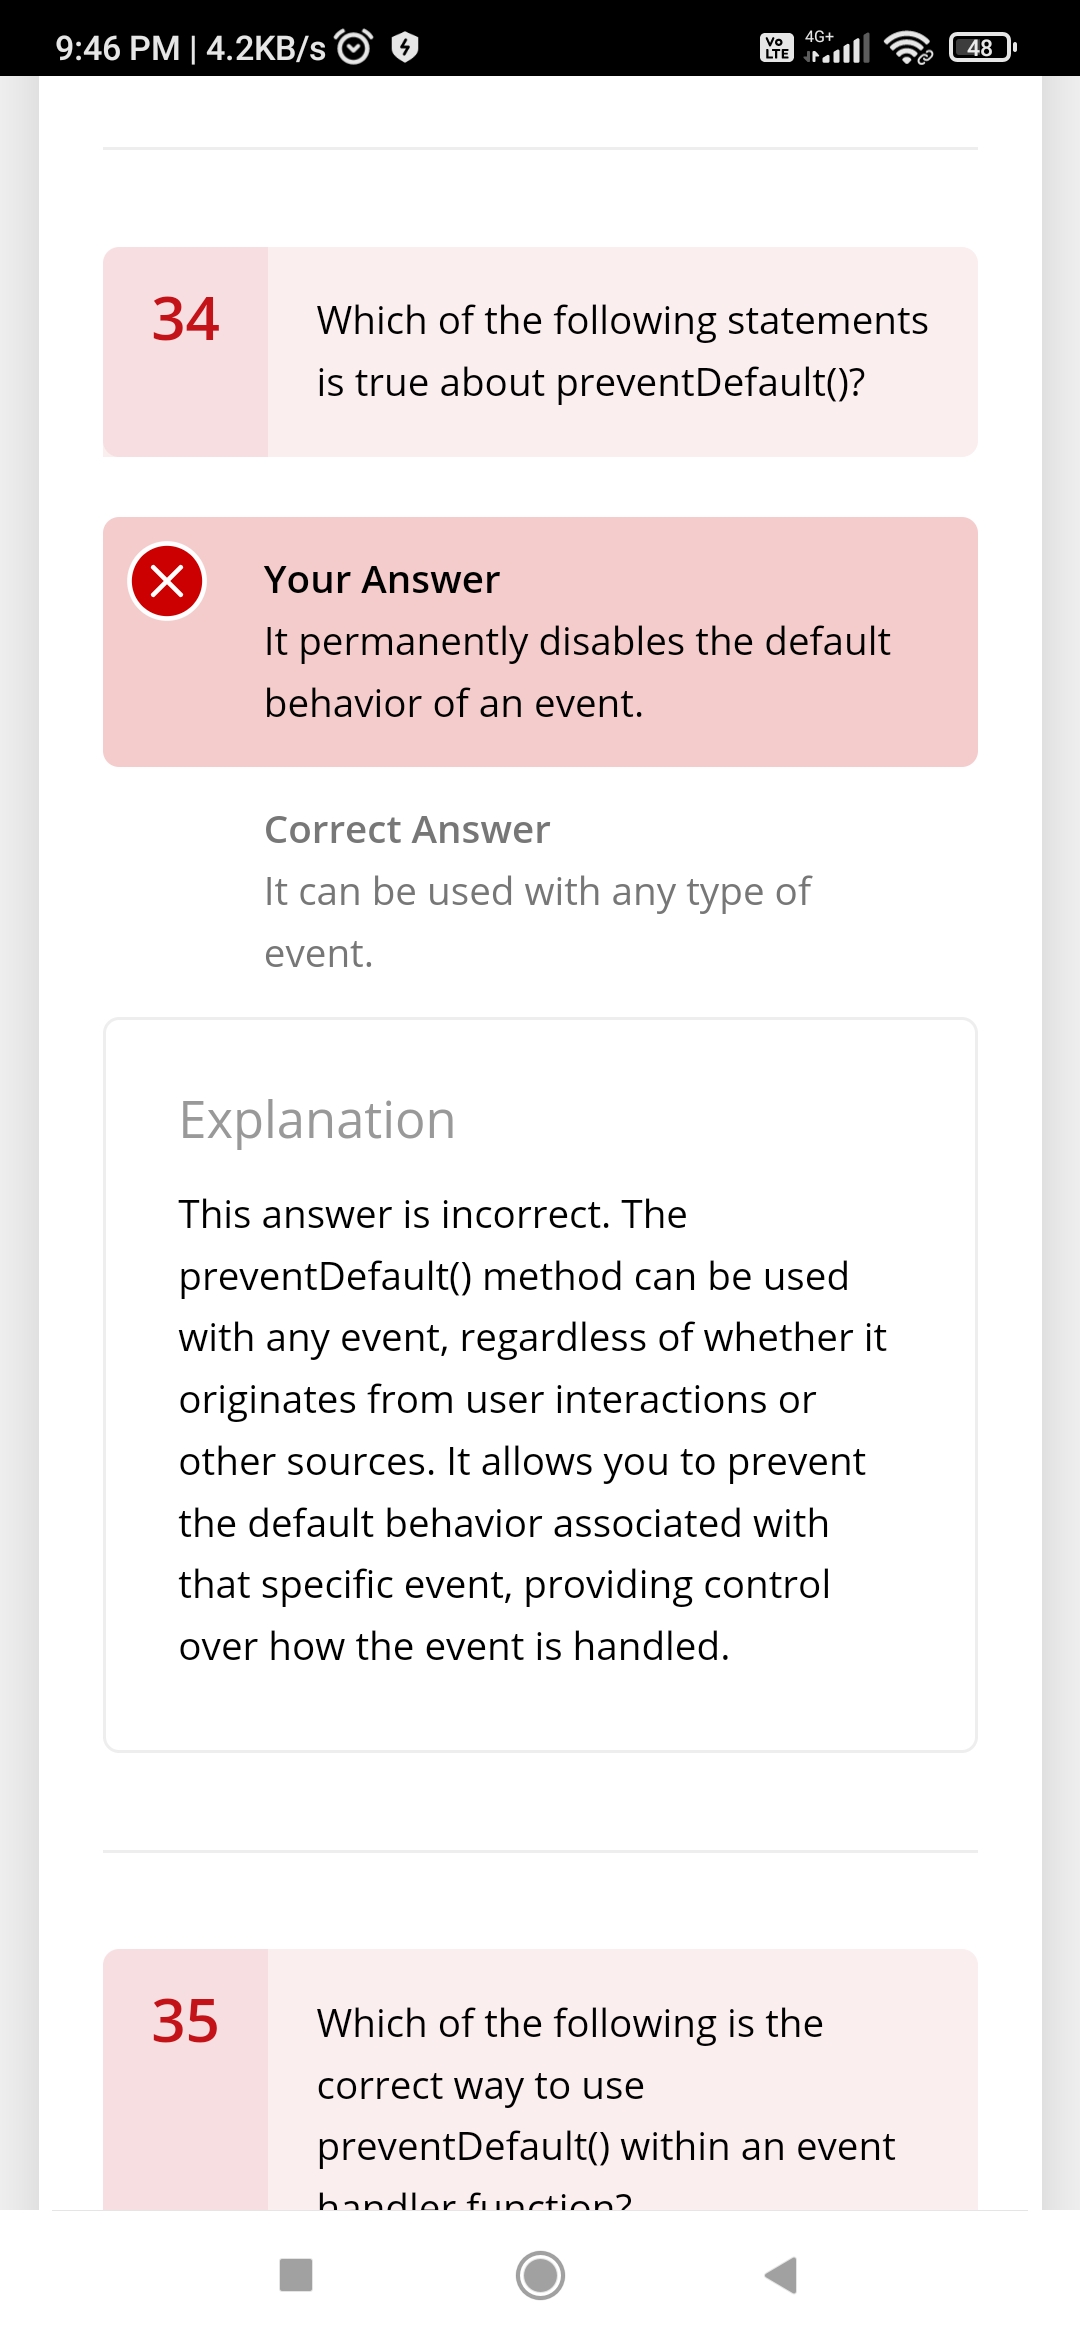 9:46 PM | 4.2KB/s
Vo LTE 4G+ 48
34
Which of the following statements
is true about preventDefault()?
Your Answer
It permanently disables the default
behavior of an event.
Correct Answer
It can be used with any type of
event.
Explanation
This answer is incorrect. The
preventDefault() method can be used
with any event, regardless of whether it
originates from user interactions or
other sources. It allows you to prevent
the default behavior associated with
that specific event, providing control
over how the event is handled.
35
Which of the following is the
correct way to use
preventDefault() within an event
handler function?